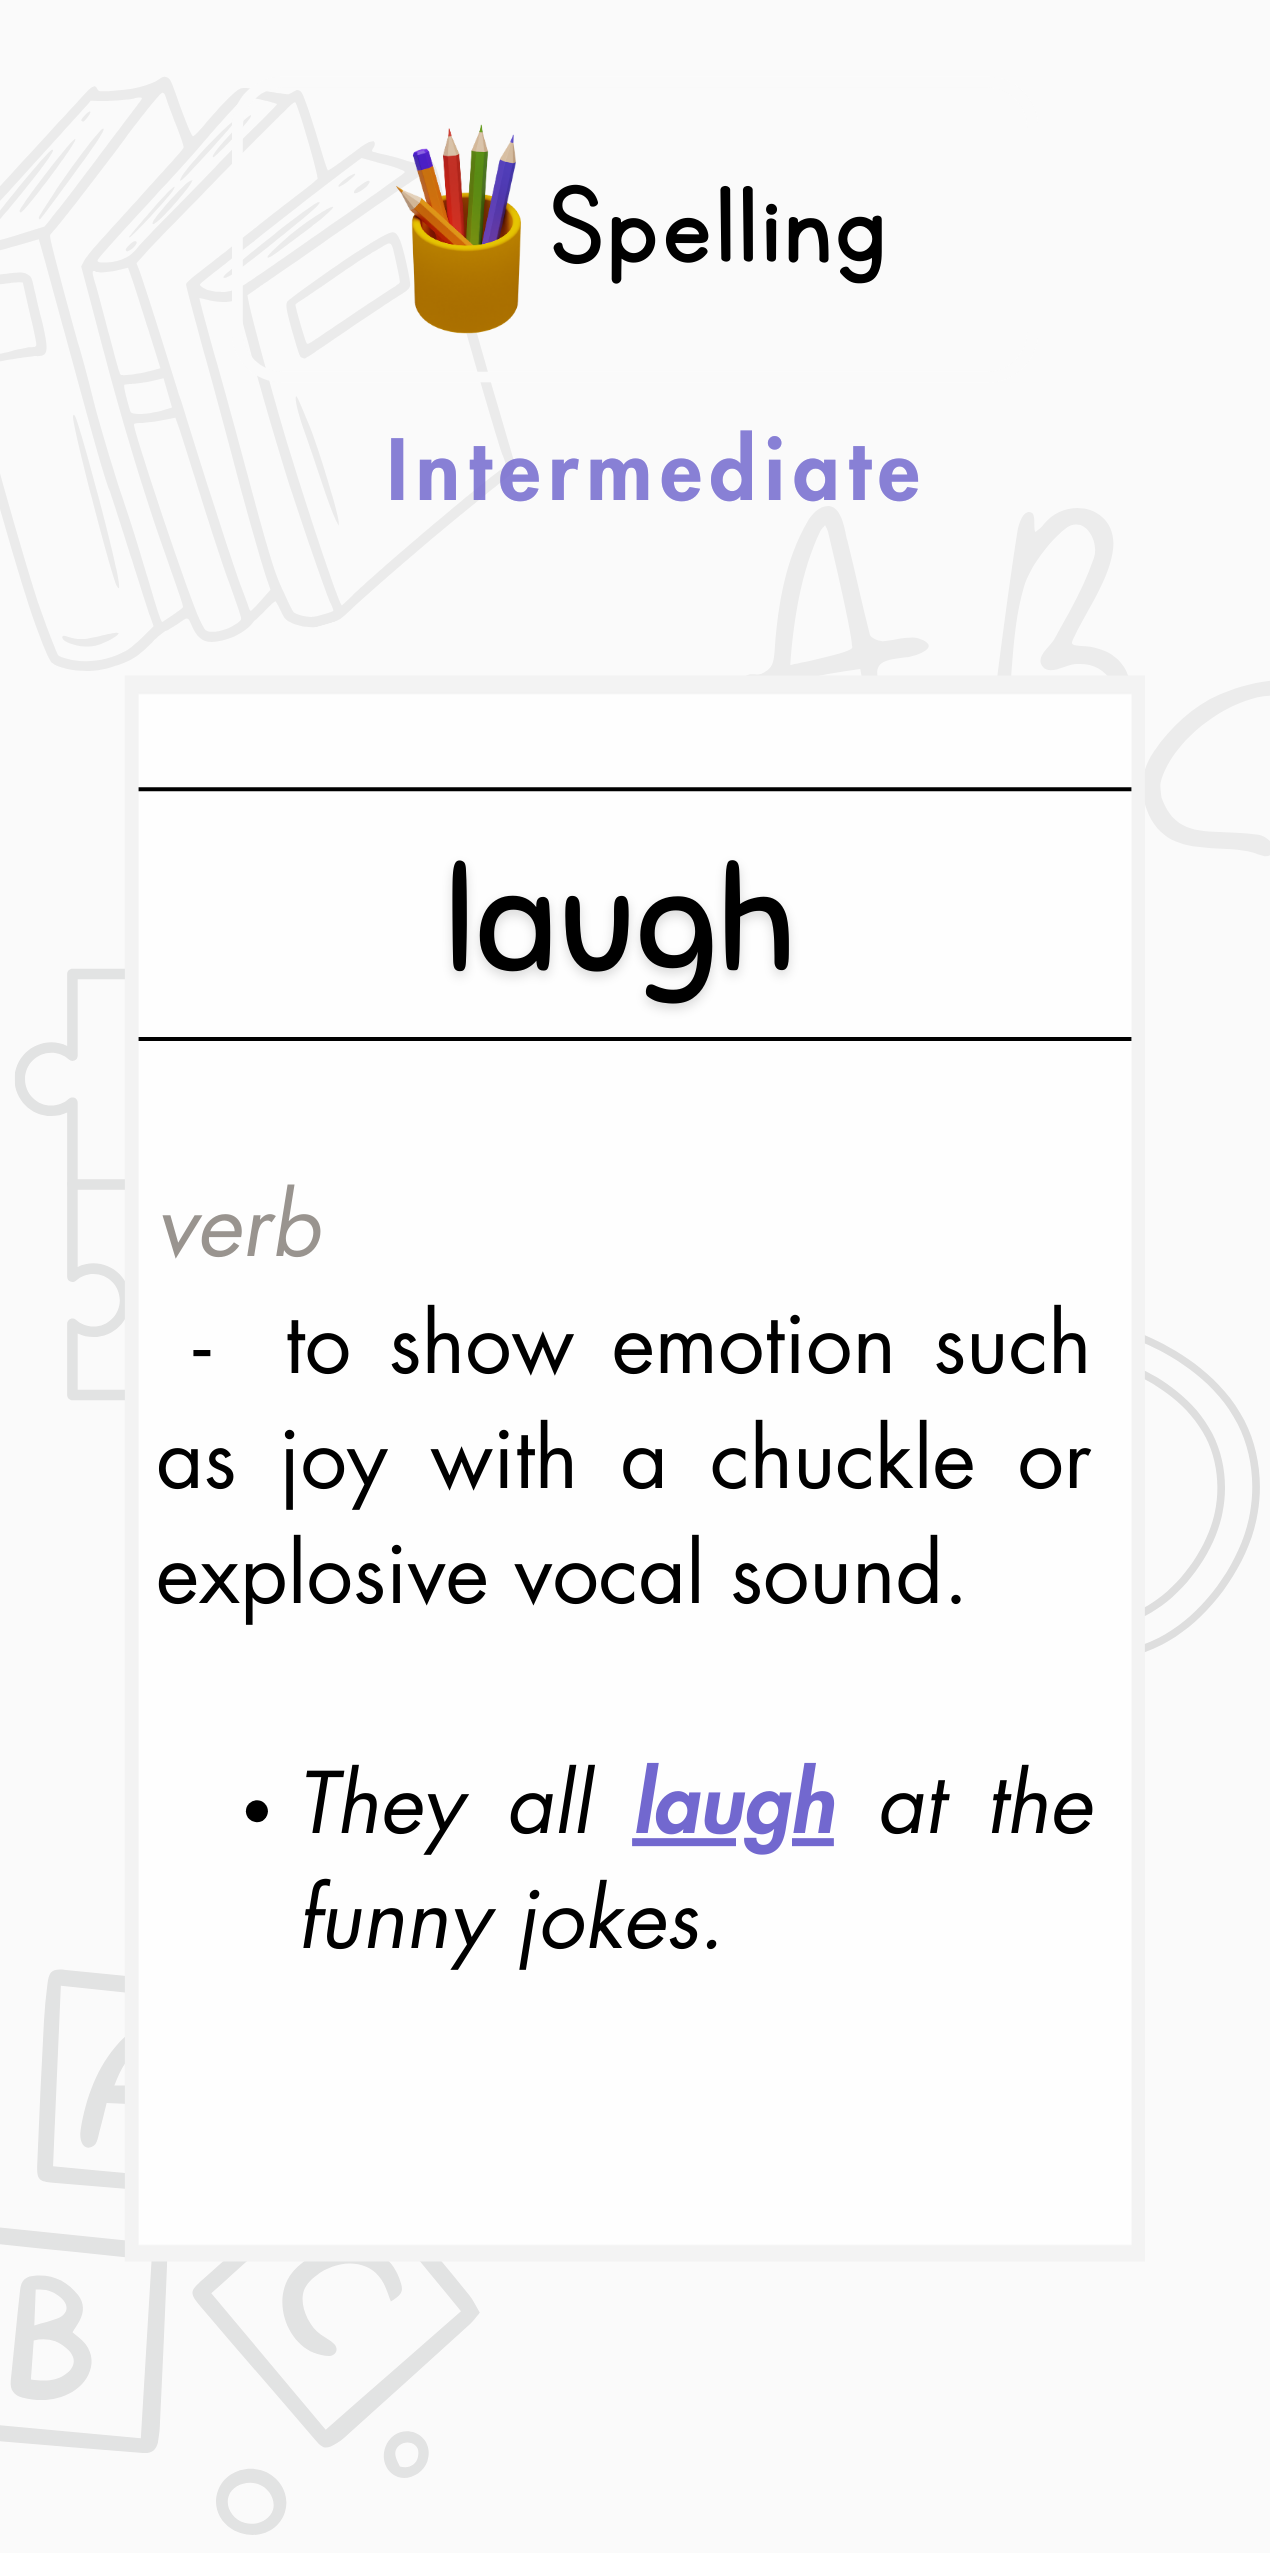 Spelling
Intermediate
A B C
laugh
verb
- to show emotion such
as joy with a chuckle or
explosive vocal sound.
• They all laugh at the
funny jokes.
A
B C